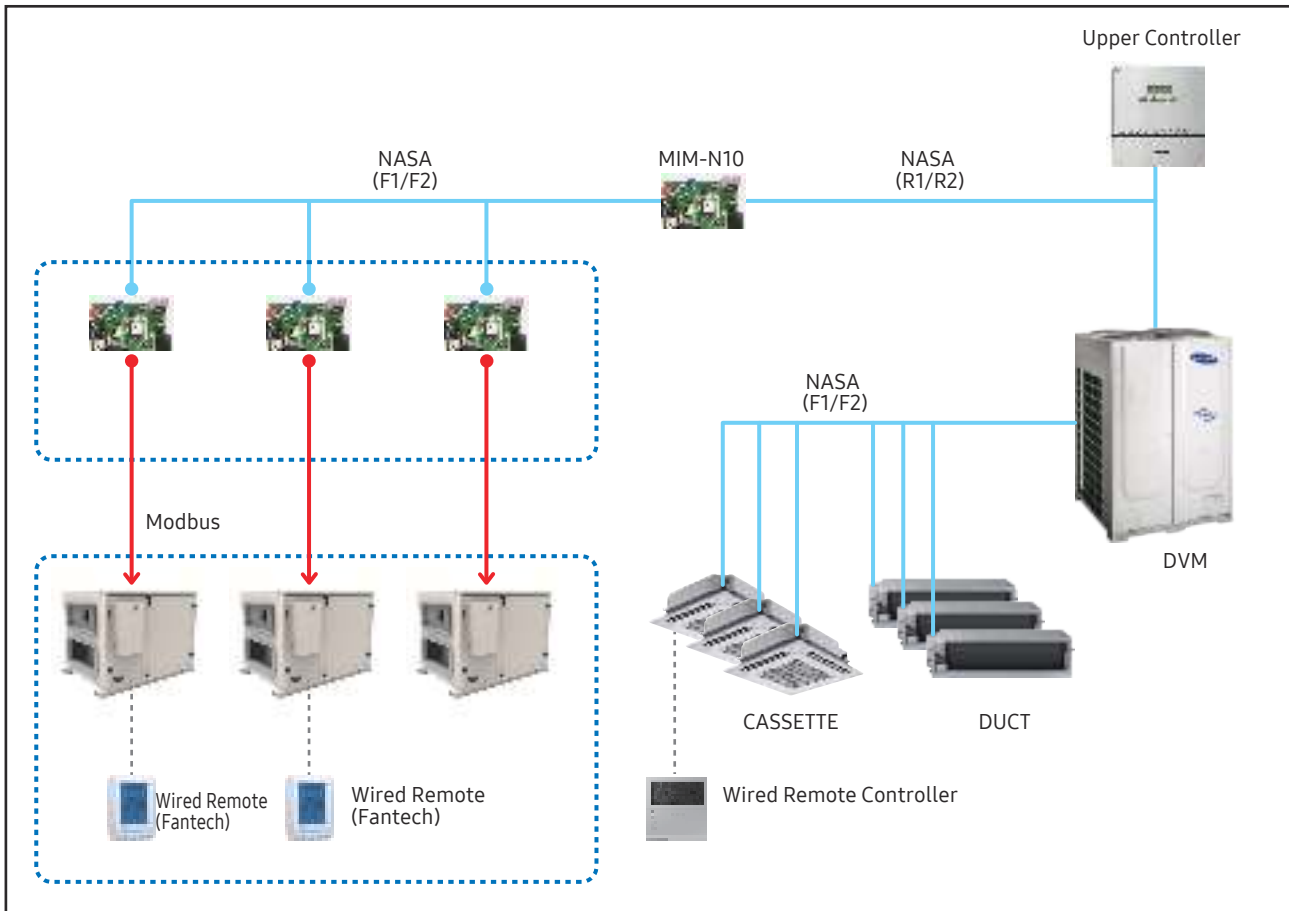 Upper Controller
NASA
(F1/F2)
MIM-N10
NASA
(R1/R2)
NASA
(F1/F2)
Modbus
DVM
CASSETTE
DUCT
Wired Remote
(Fantech)
Wired Remote
(Fantech)
Wired Remote Controller